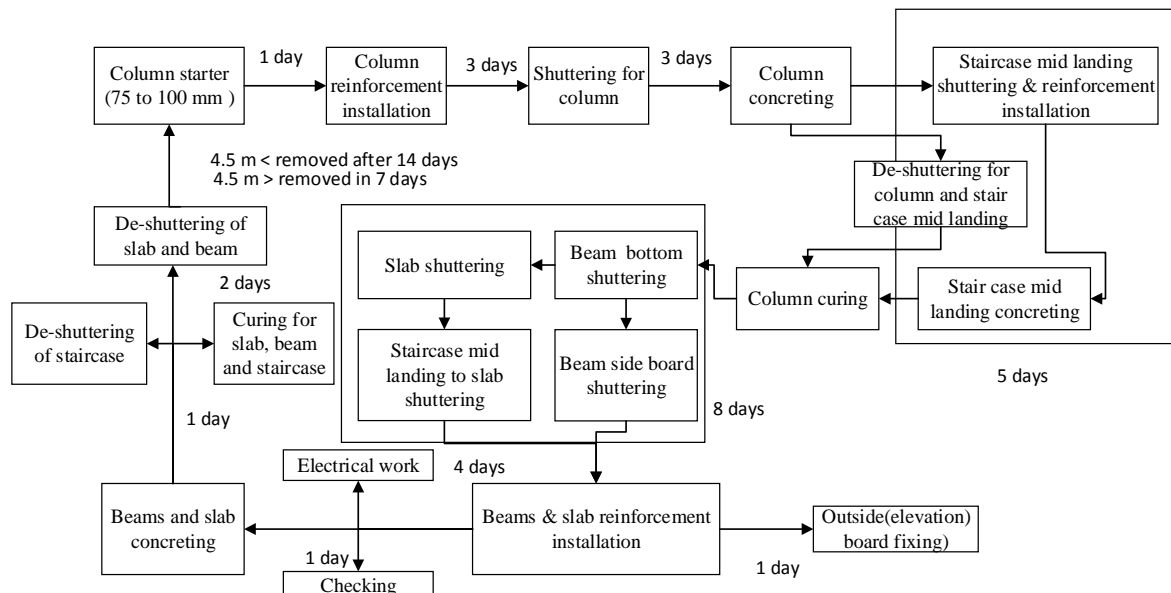 1 day
3 days
3 days
Column starter
(75 to 100 mm )
Column
reinforcement
installation
Shuttering for
column
Column
concreting
Staircase mid landing
shuttering & reinforcement
installation
4.5 m < removed after 14 days
4.5 m > removed in 7 days
De-shuttering for
column and stair
case mid landing
De-shuttering of
slab and beam
Slab shuttering
Beam bottom
shuttering
Column curing
Stair case mid
landing concreting
2 days
De-shuttering
of staircase
Curing for
slab, beam
and staircase
Staircase mid
landing to slab
shuttering
Beam side board
shuttering
5 days
8 days
1 day
Electrical work
4 days
Beams and slab
concreting
Beams & slab reinforcement
installation
Outside(elevation)
board fixing)
1 day
1 day
Checking